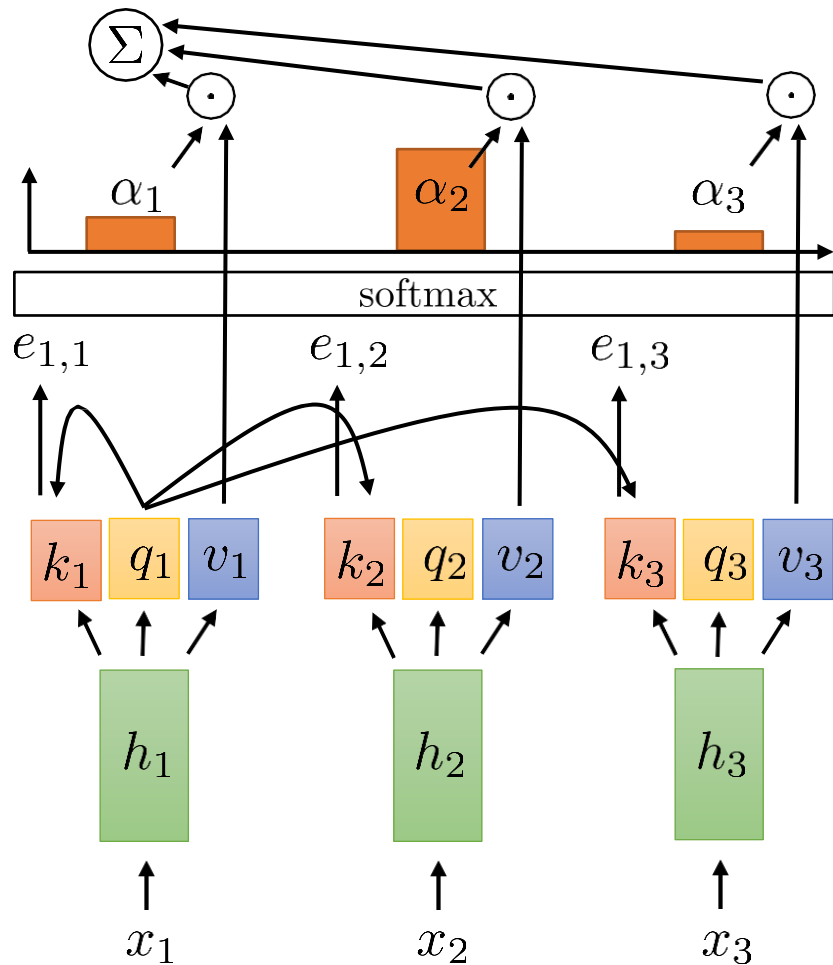 Σ
· · ·
α₁ α₂ α₃
softmax
e₁,₁ e₁,₂ e₁,₃
k₁ q₁ v₁ k₂ q₂ v₂ k₃ q₃ v₃
h₁ h₂ h₃
x₁ x₂ x₃